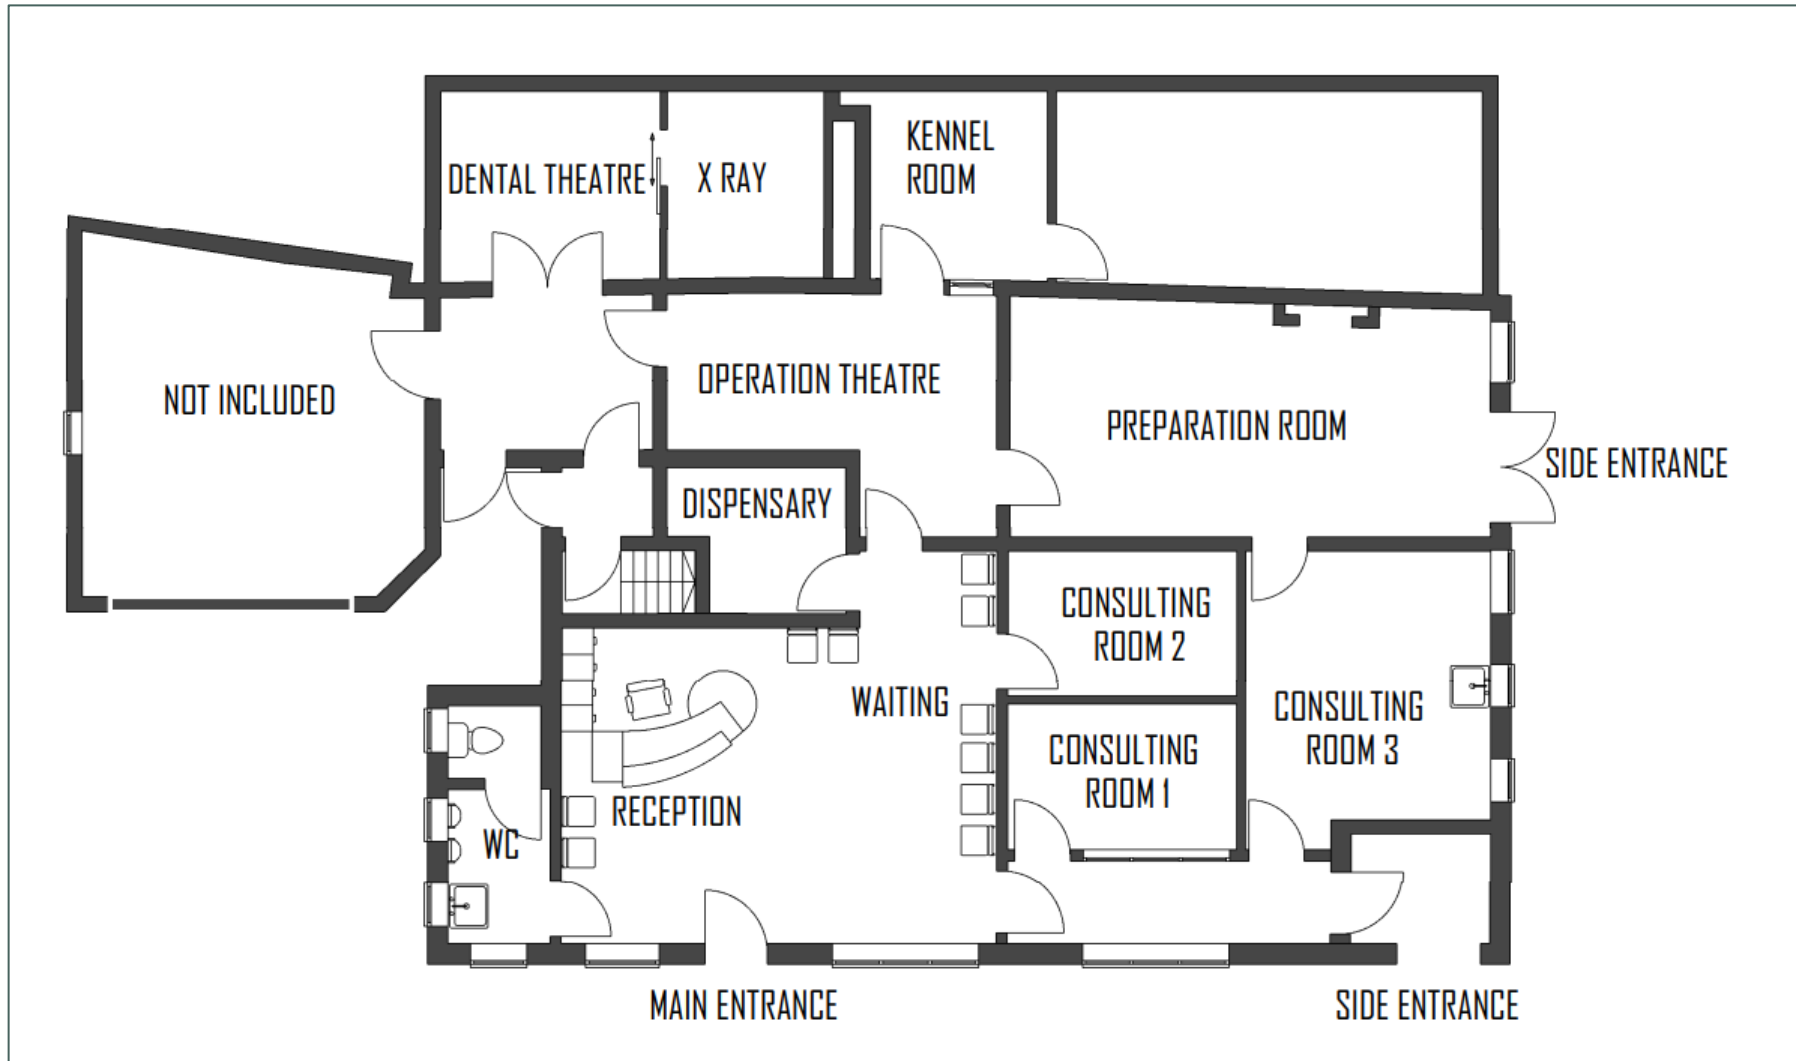 KENNEL
ROOM
DENTAL THEATRE
X RAY
NOT INCLUDED
OPERATION THEATRE
PREPARATION ROOM
SIDE ENTRANCE
DISPENSARY
CONSULTING
ROOM 2
WAITING
CONSULTING
ROOM 3
CONSULTING
ROOM 1
RECEPTION
WC
MAIN ENTRANCE
SIDE ENTRANCE